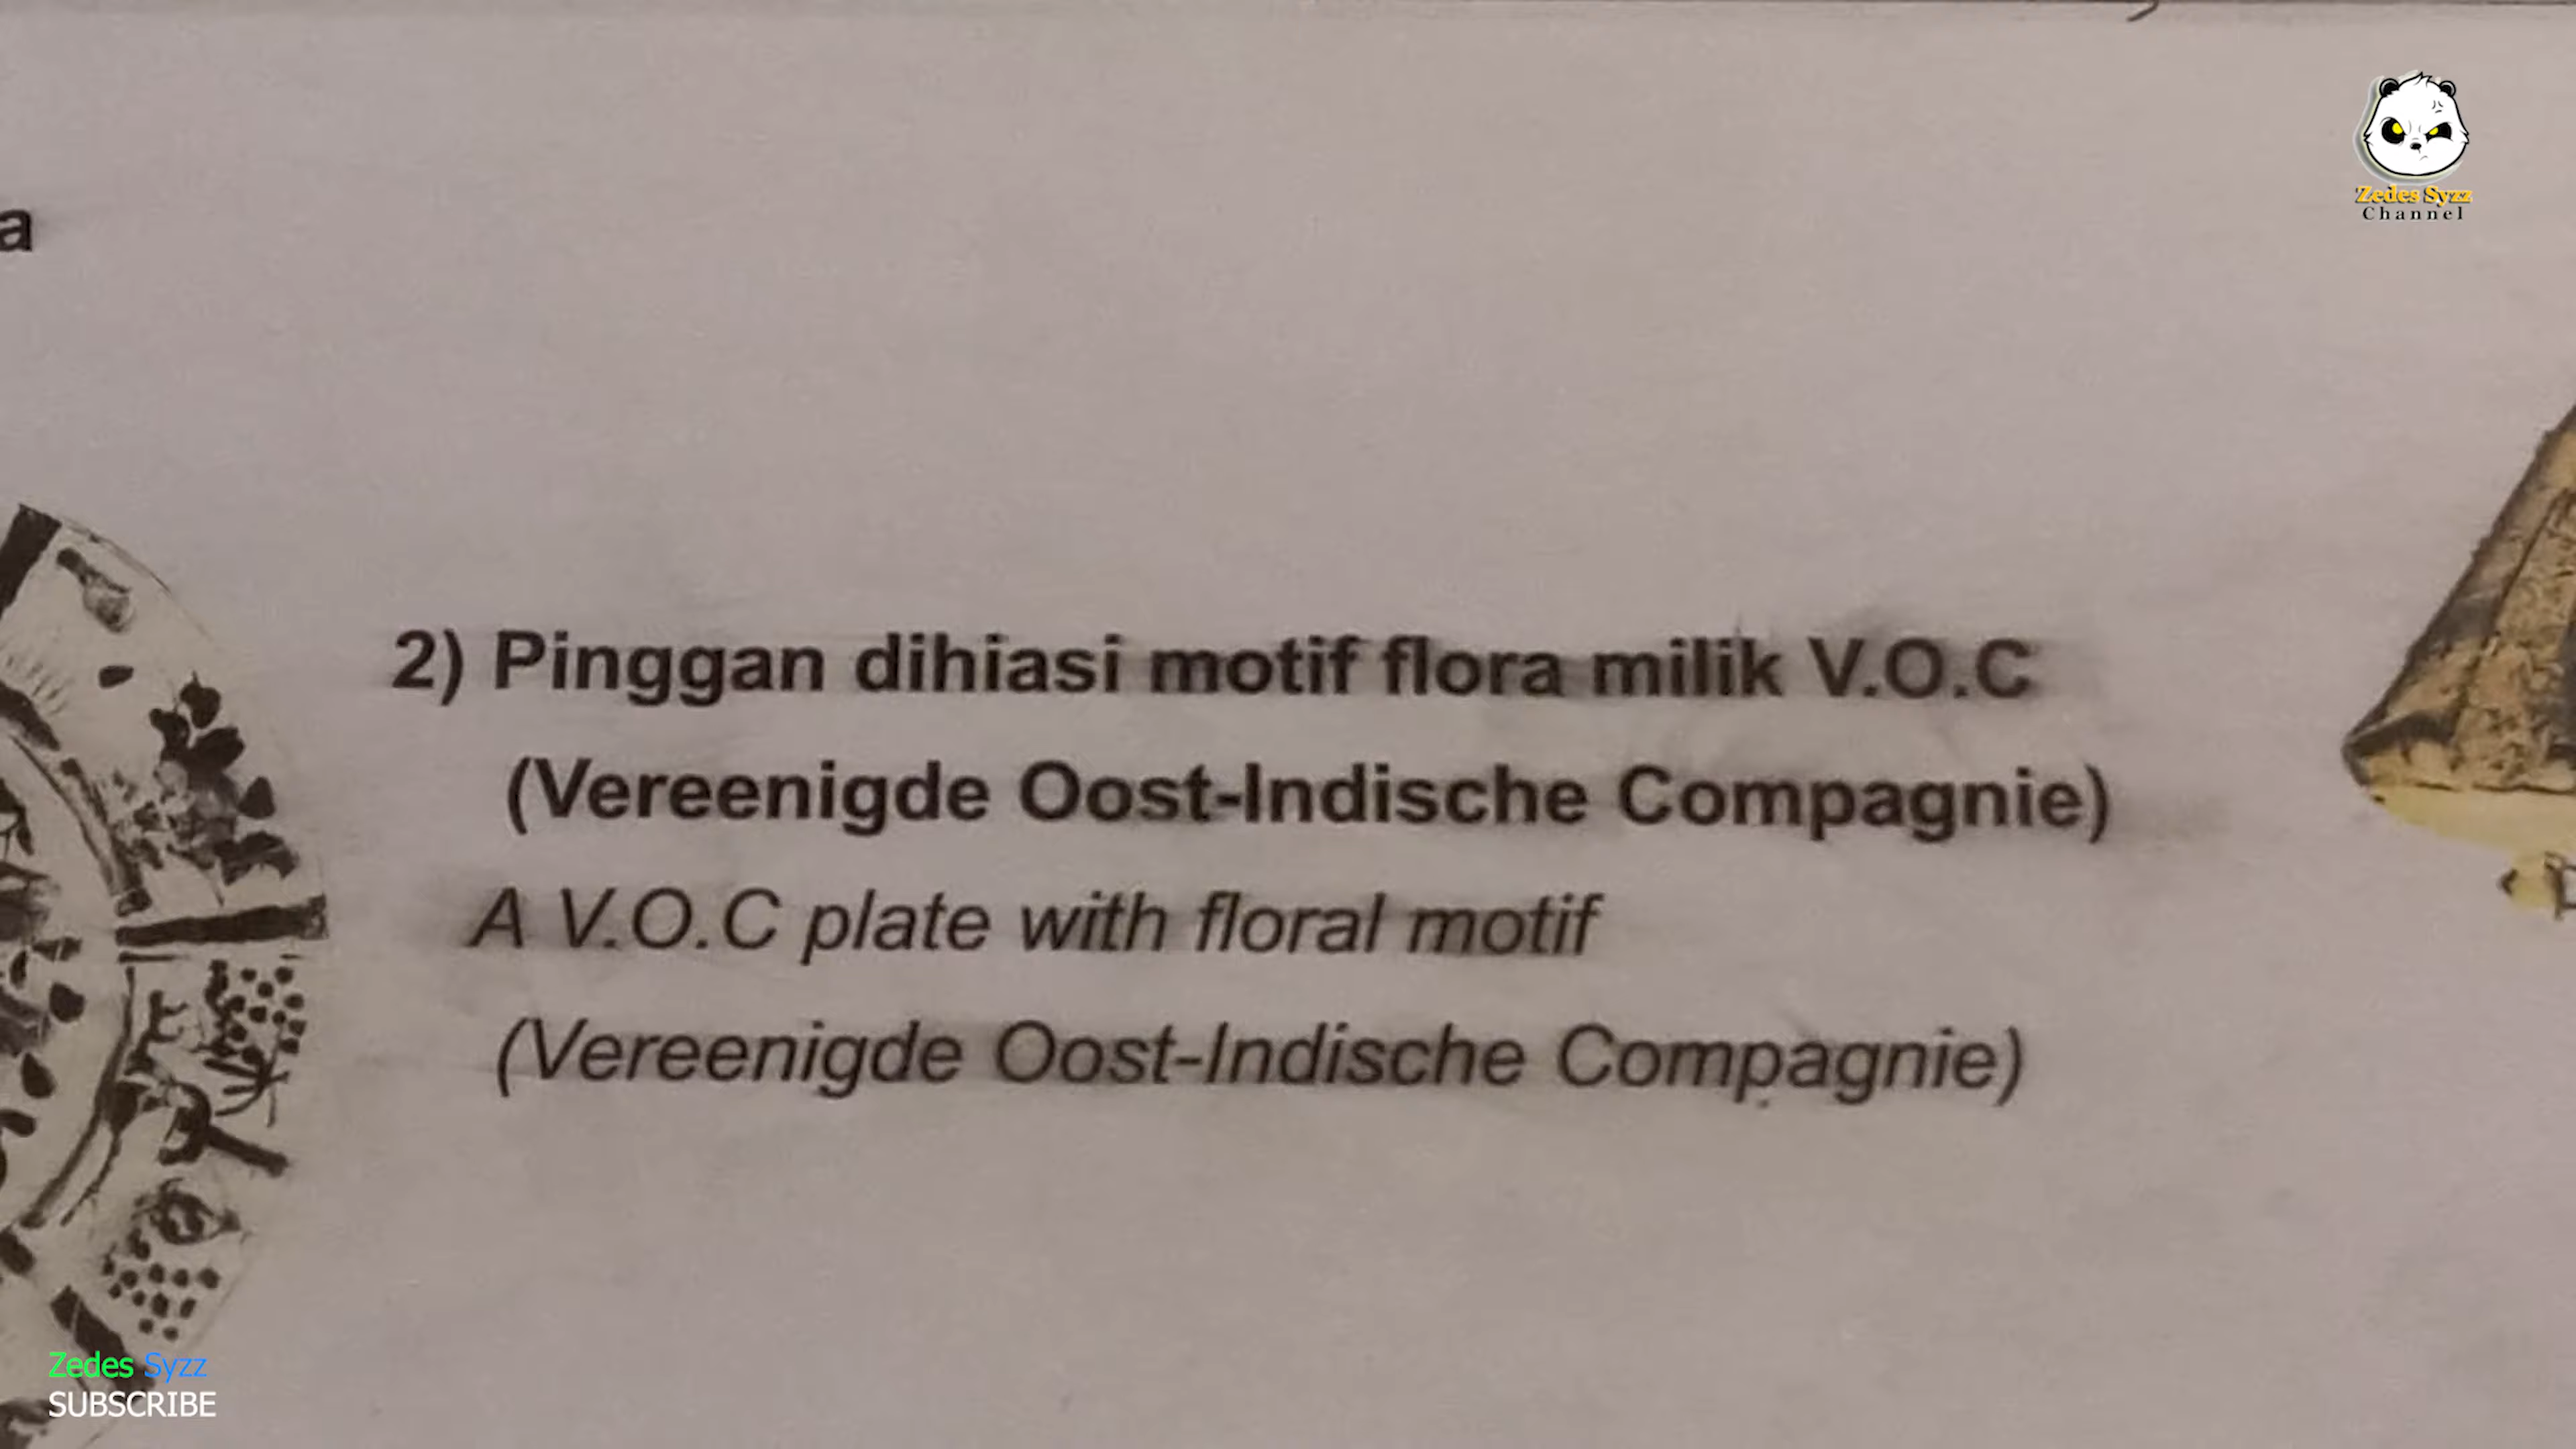 Zedes Syzz
Channel
a
2) Pinggan dihiasi motif flora milik V.O.C
(Vereenigde Oost-Indische Compagnie)
A V.O.C plate with floral motif
(Vereenigde Oost-Indische Compagnie)
Zedes Syzz
SUBSCRIBE